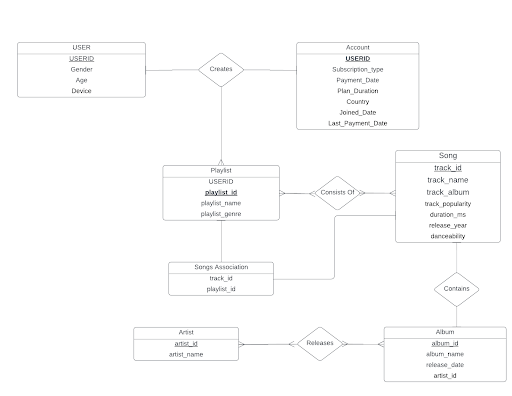 USER
USERID
Gender
Age
Device
Creates
Account
USERID
Subscription_type
Payment_Date
Plan_Duration
Country
Joined_Date
Last_Payment_Date
Playlist
USERID
playlist_id
playlist_name
playlist_genre
Consists Of
Song
track_id
track_name
track_album
track_popularity
duration_ms
release_year
danceability
Songs Association
track_id
playlist_id
Contains
Artist
artist_id
artist_name
Releases
Album
album_id
album_name
release_date
artist_id